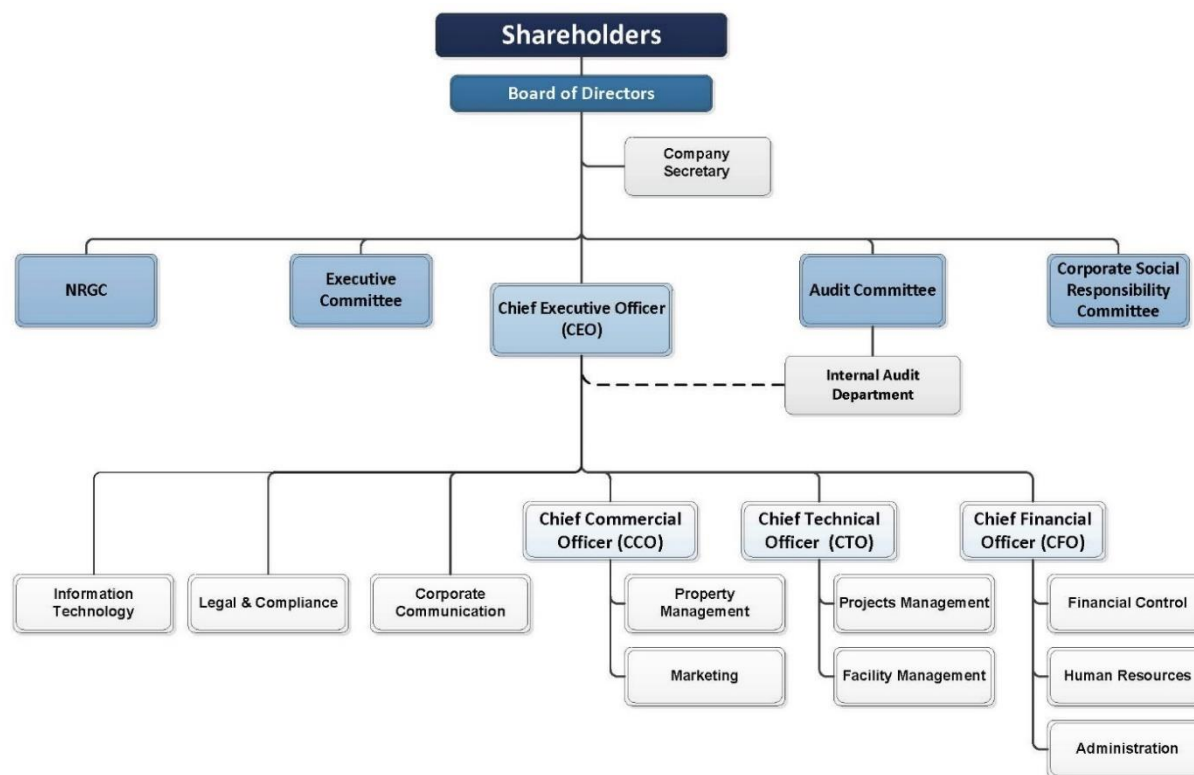 Shareholders
Board of Directors
Company
Secretary
NRGC
Executive
Committee
Chief Executive Officer
(CEO)
Audit Committee
Corporate Social
Responsibility
Committee
Internal Audit
Department
Chief Commercial
Officer (CCO)
Chief Technical
Officer (CTO)
Chief Financial
Officer (CFO)
Information
Technology
Legal & Compliance
Corporate
Communication
Property
Management
Projects Management
Financial Control
Marketing
Facility Management
Human Resources
Administration